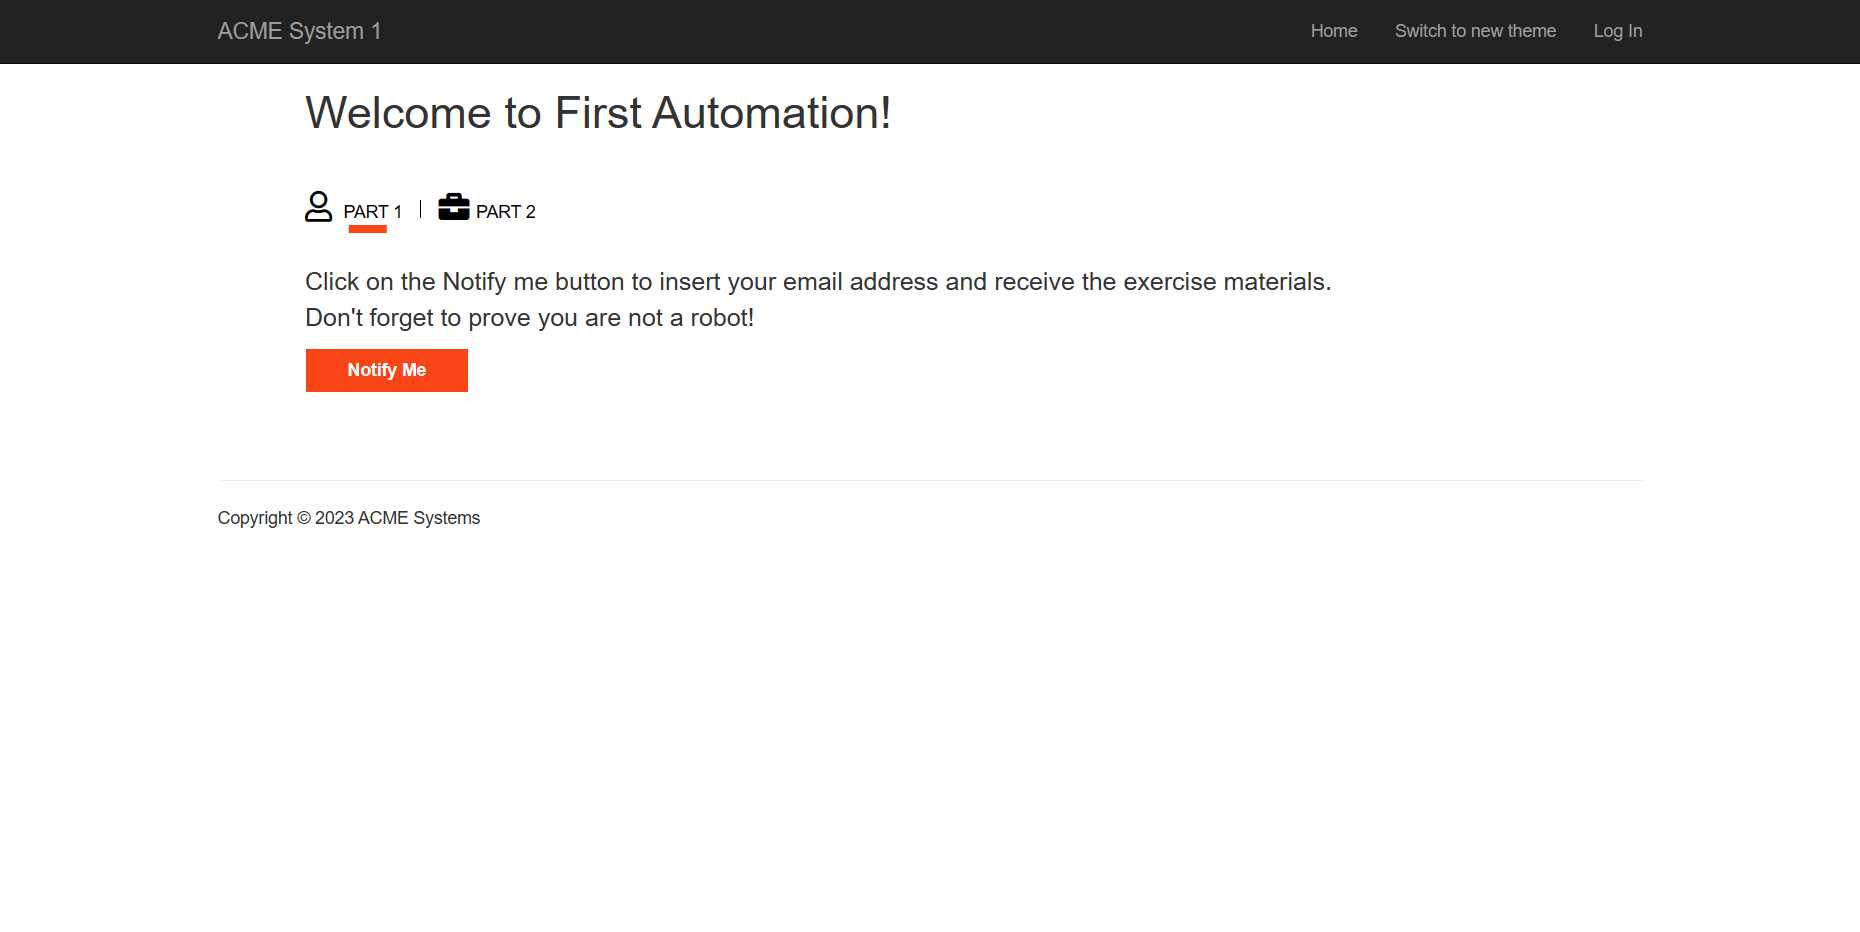 ACME System 1
Home
Switch to new theme
Log In
Welcome to First Automation!
PART 1
PART 2
Click on the Notify me button to insert your email address and receive the exercise materials.
Don't forget to prove you are not a robot!
Notify Me
Copyright © 2023 ACME Systems